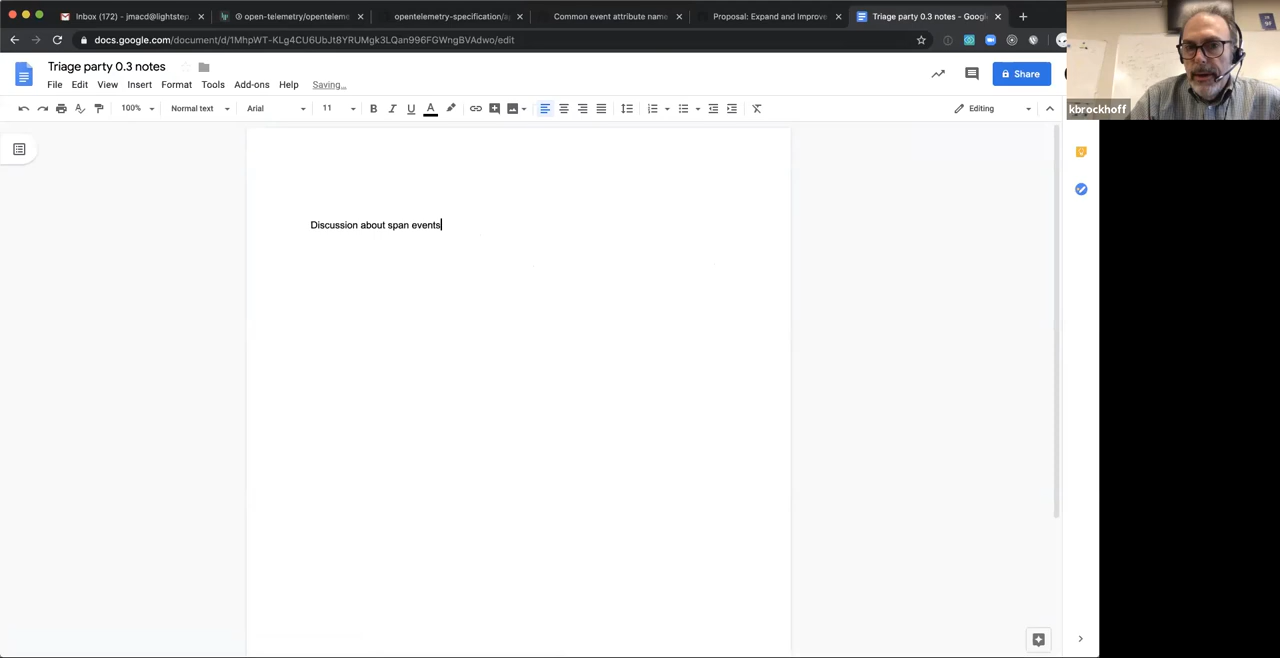 Inbox (172) - jmacd@lightstep.
open-telemetry/openteleme
opentelemetry-specification/a
Common event attribute name
Proposal: Expand and Improve
Triage party 0.3 notes - Googl
docs.google.com/document/d/1MhpWT-KLg4CU6UbJt8YRUMgk3LQan996FGWngBVAdwo/edit
Triage party 0.3 notes
File Edit View Insert Format Tools Add-ons Help Saving...
Share
100% Normal text Arial 11 B I U A Editing
kbrockhoff
Discussion about span events